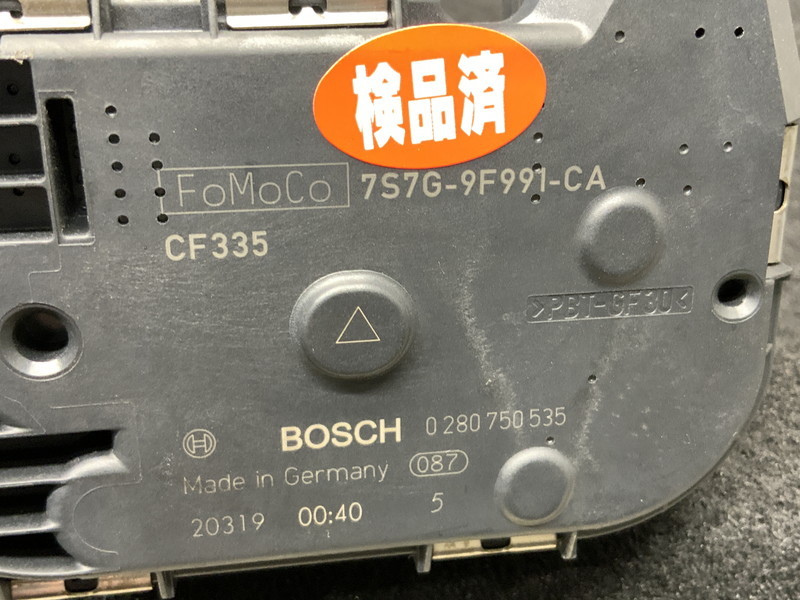 検品済
FoMoCo 7S7G-9F991-CA
CF335
>PBT-GF30<
BOSCH 0 280 750 535
Made in Germany 087
20319 00:40 5